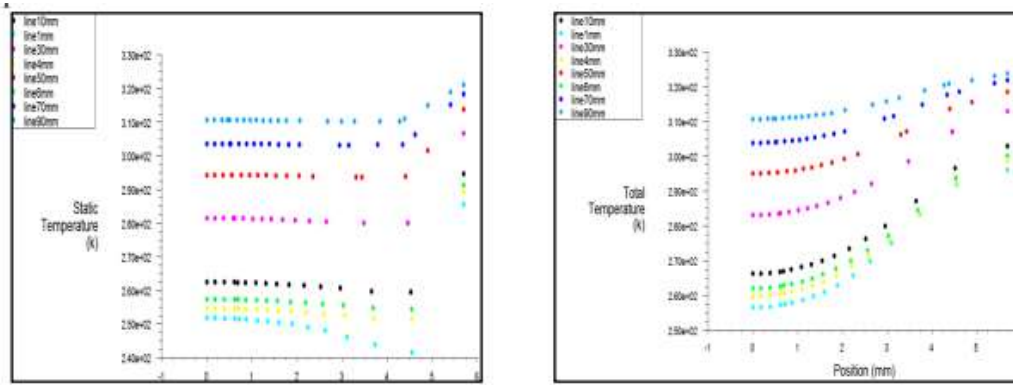 line10mm
line1mm
line30mm
line4mm
line50mm
line6mm
line70mm
line90mm
3.30e+02
3.20e+02
3.10e+02
3.00e+02
2.90e+02
2.80e+02
2.70e+02
2.60e+02
2.50e+02
2.40e+02
Static
Temperature
(k)
-1 0 1 2 3 4 5 6
line10mm
line1mm
line30mm
line4mm
line50mm
line6mm
line70mm
line90mm
3.30e+02
3.20e+02
3.10e+02
3.00e+02
2.90e+02
2.80e+02
2.70e+02
2.60e+02
2.50e+02
Total
Temperature
(k)
-1 0 1 2 3 4 5
Position (mm)